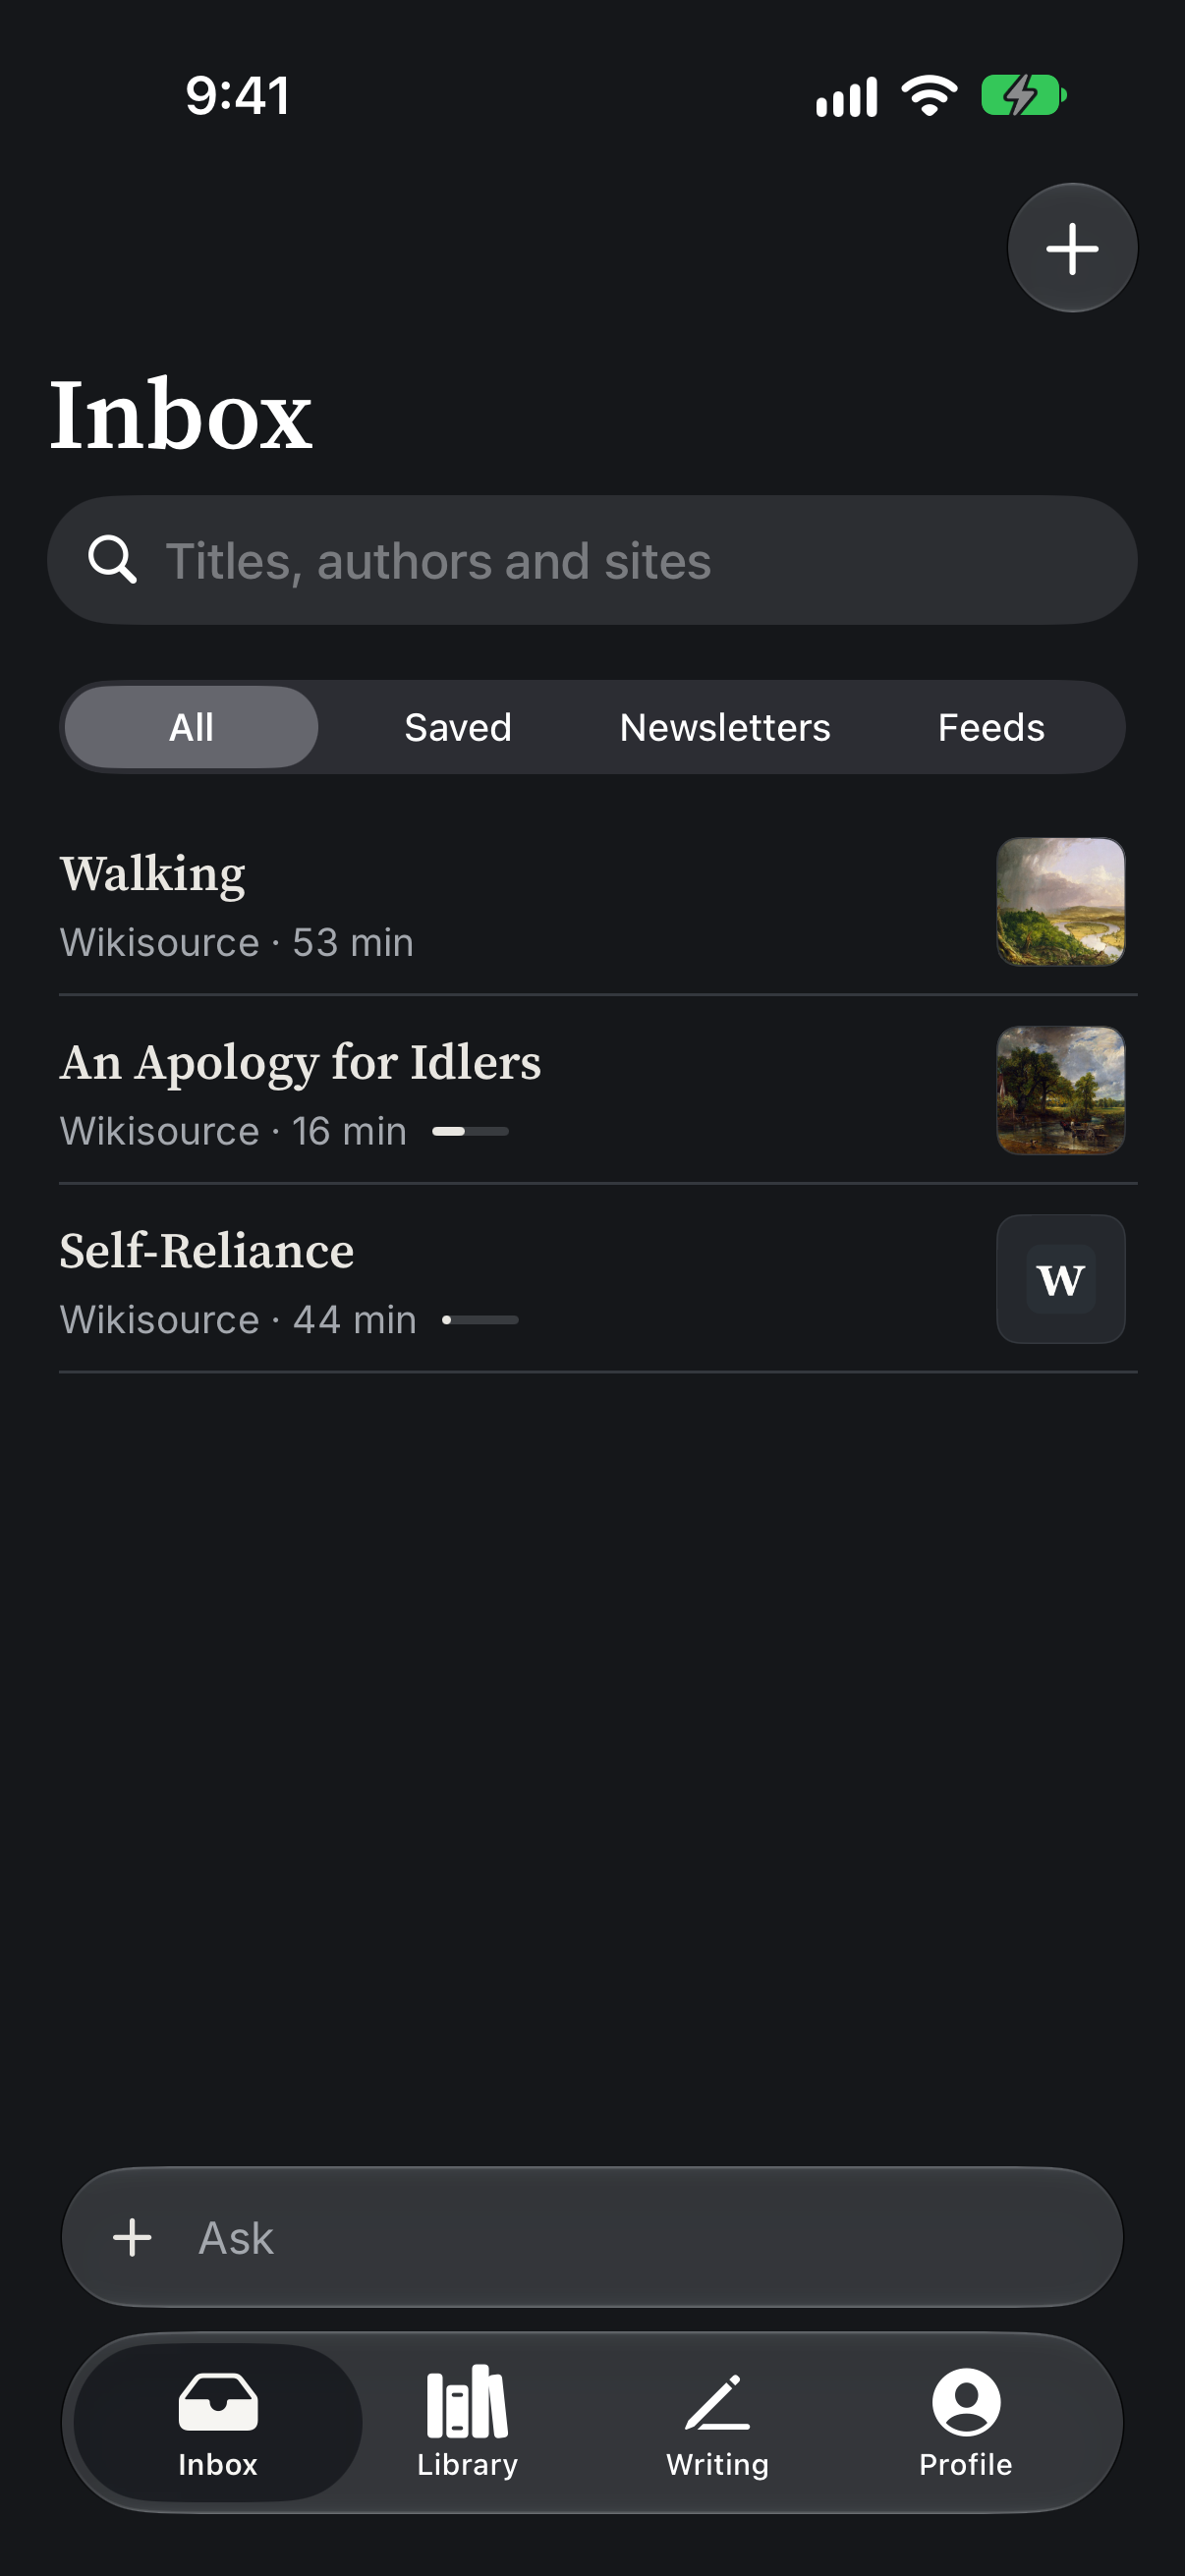 9:41
Inbox
Titles, authors and sites
All Saved Newsletters Feeds
Walking
Wikisource · 53 min
An Apology for Idlers
Wikisource · 16 min
Self-Reliance
Wikisource · 44 min
W
Ask
Inbox Library Writing Profile